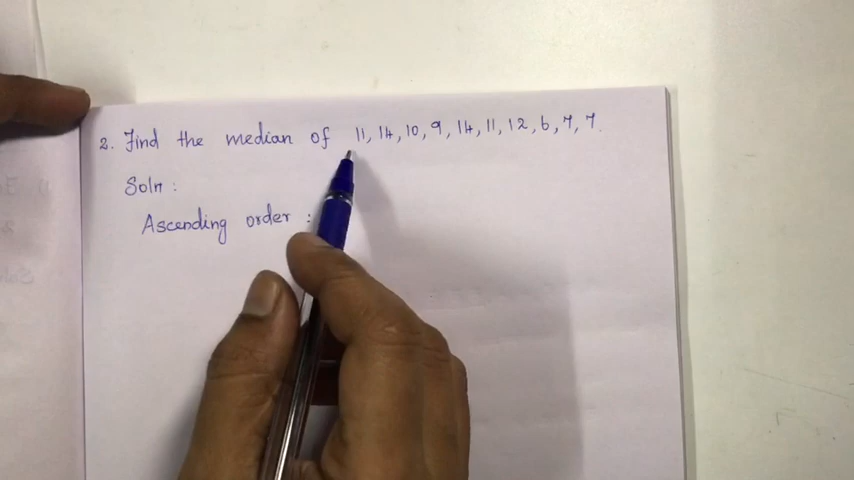 2. Find the median of 11, 14, 10, 9, 14, 11, 12, 6, 7, 7.
Soln :
Ascending order :